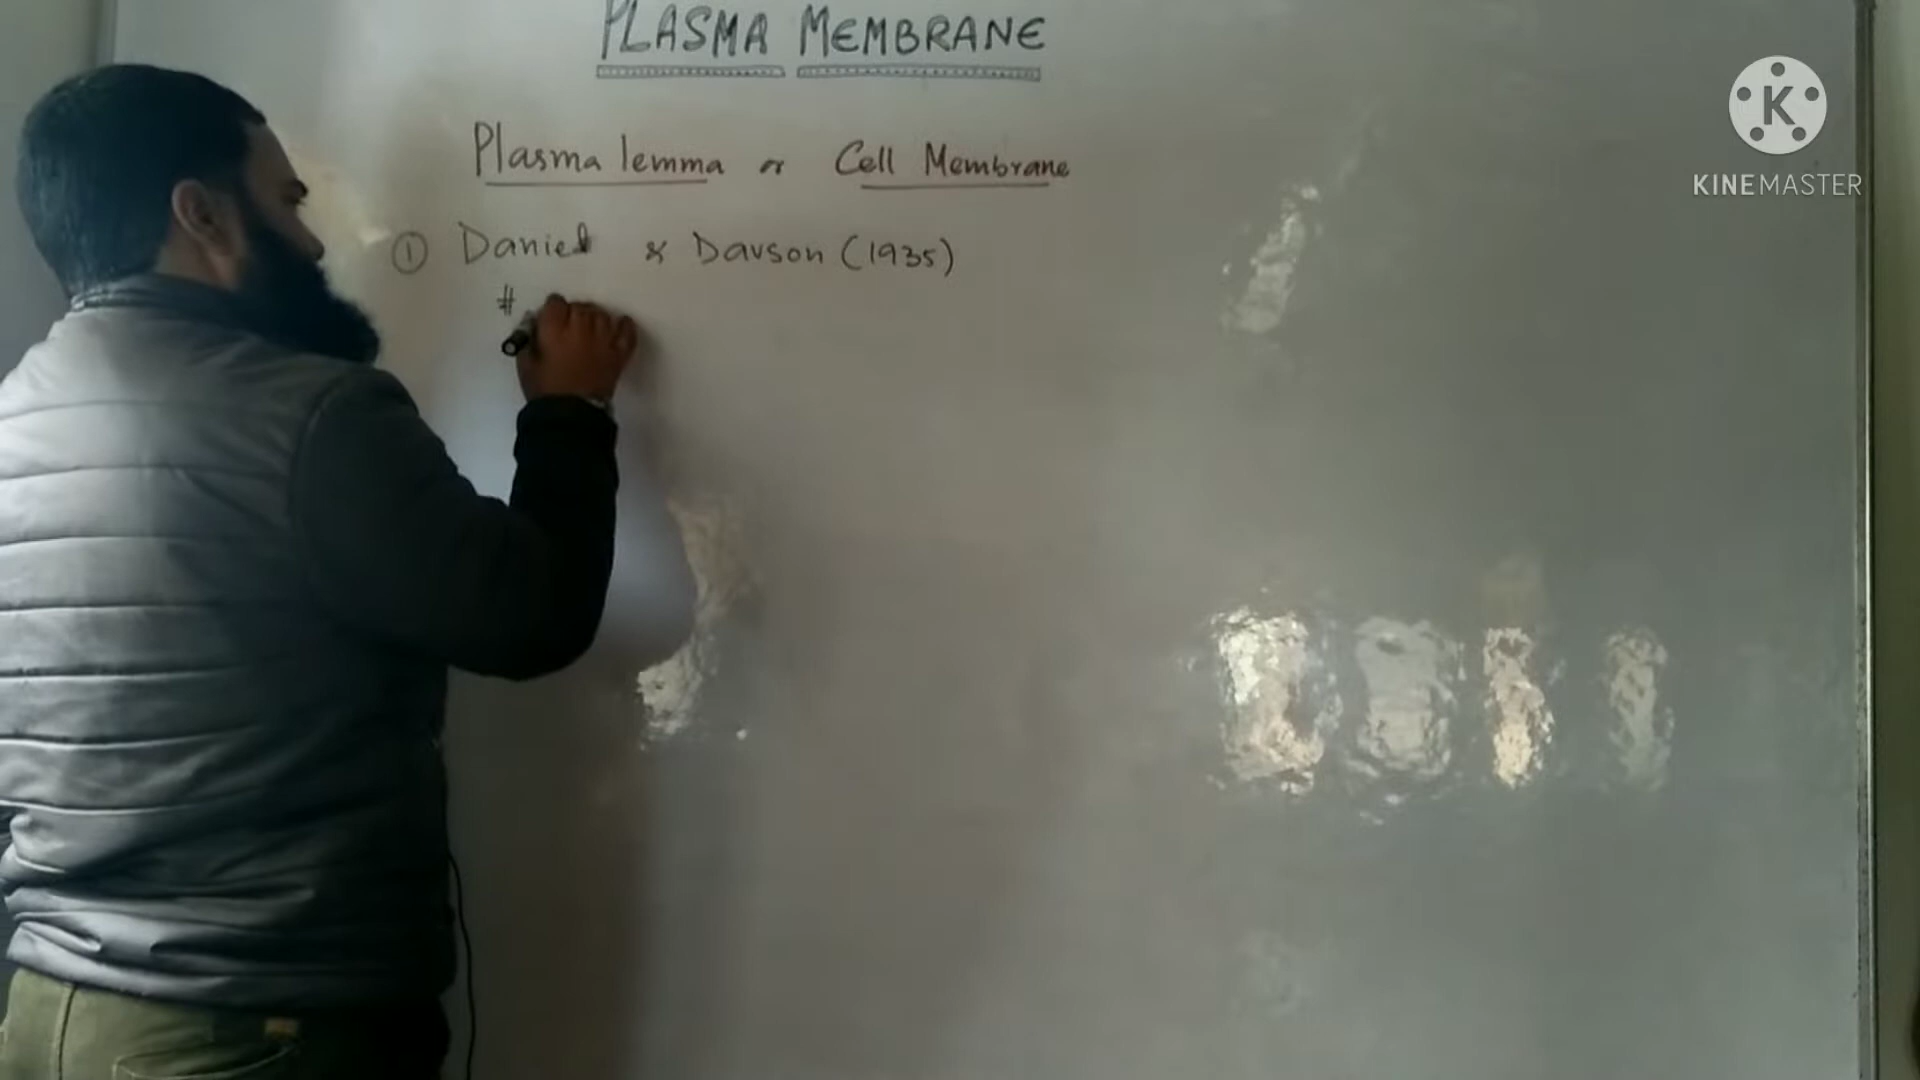 PLASMA MEMBRANE
Plasma lemma or Cell Membrane
① Daniel & Davson (1935)
#
K
KINEMASTER